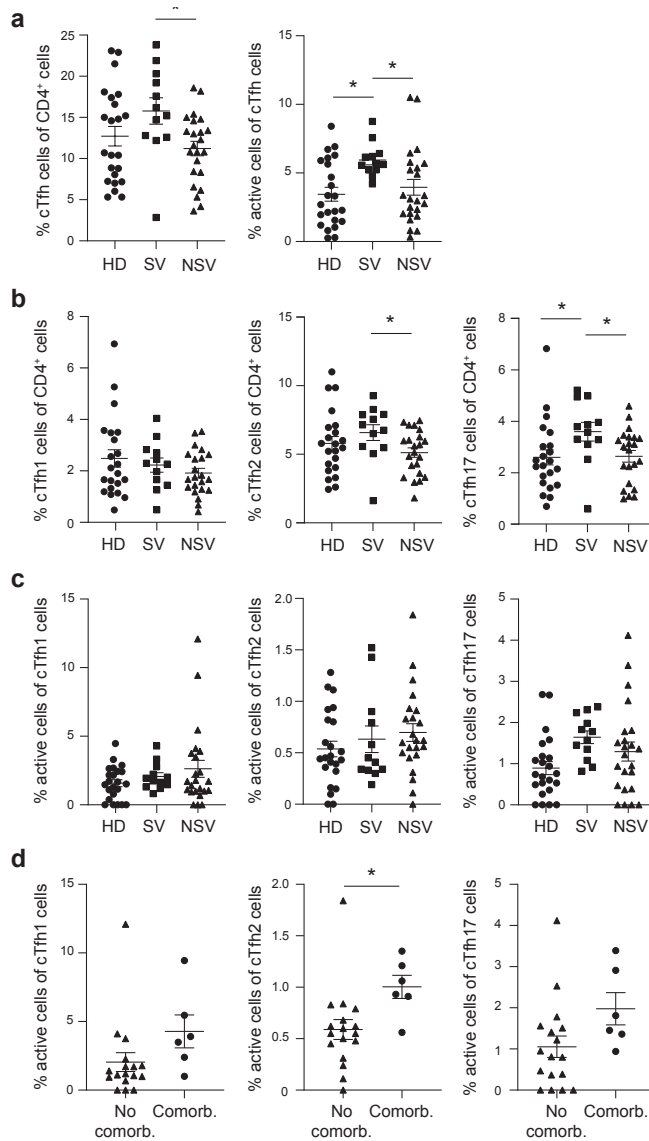 a
*
% cTfh cells of CD4⁺ cells
25
20
15
10
5
0
HD SV NSV
% active cells of cTfh cells
15
10
5
0
* *
HD SV NSV
b
% cTfh1 cells of CD4⁺ cells
8
6
4
2
0
HD SV NSV
% cTfh2 cells of CD4⁺ cells
15
10
5
0
*
HD SV NSV
% cTfh17 cells of CD4⁺ cells
8
6
4
2
0
* *
HD SV NSV
c
% active cells of cTfh1 cells
15
10
5
0
HD SV NSV
% active cells of cTfh2 cells
2.0
1.5
1.0
0.5
0.0
HD SV NSV
% active cells of cTfh17 cells
5
4
3
2
1
0
HD SV NSV
d
% active cells of cTfh1 cells
15
10
5
0
No Comorb.
comorb.
% active cells of cTfh2 cells
2.0
1.5
1.0
0.5
0.0
*
No Comorb.
comorb.
% active cells of cTfh17 cells
5
4
3
2
1
0
No Comorb.
comorb.